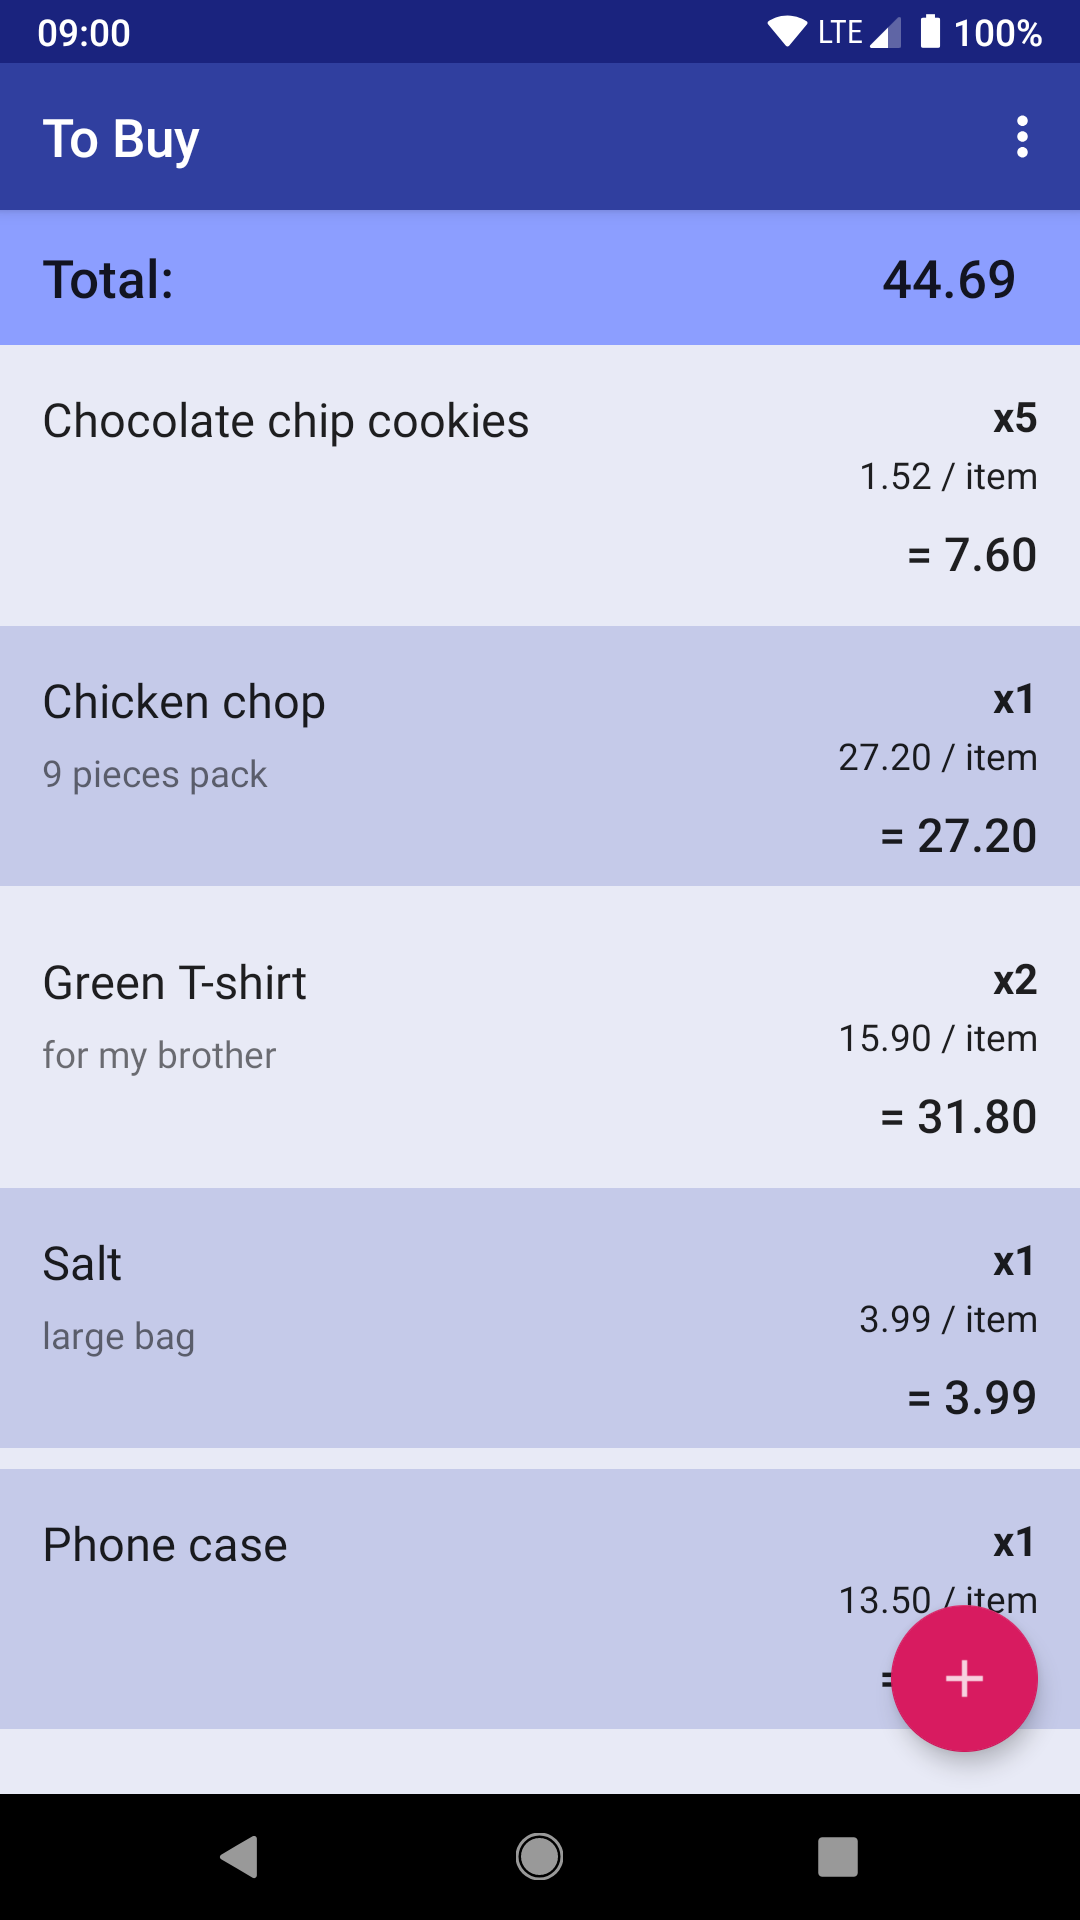 09:00 LTE 100%
To Buy
Total: 44.69
Chocolate chip cookies x5
1.52 / item
= 7.60
Chicken chop x1
9 pieces pack 27.20 / item
= 27.20
Green T-shirt x2
for my brother 15.90 / item
= 31.80
Salt x1
large bag 3.99 / item
= 3.99
Phone case x1
13.50 / item
=